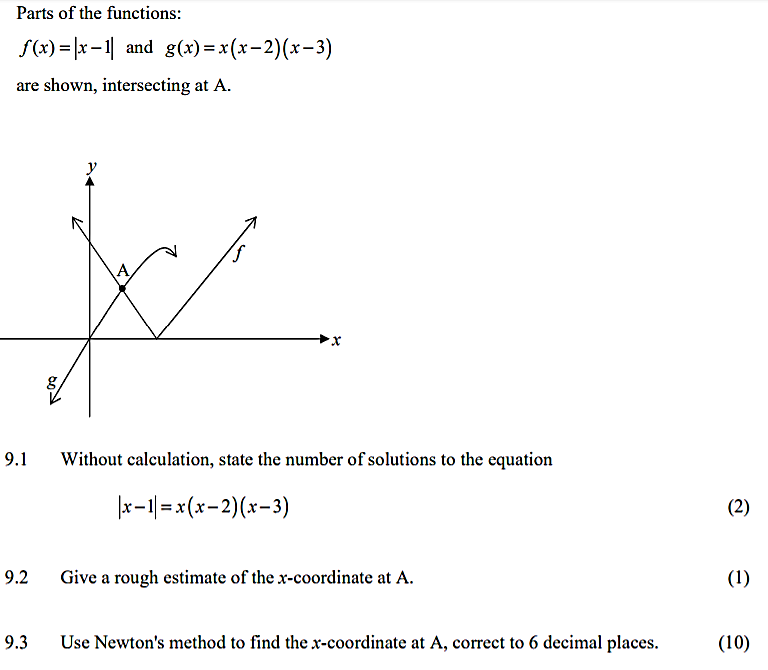 Parts of the functions:
f(x)=|x−1| and g(x)=x(x−2)(x−3)
are shown, intersecting at A.
y
A
f
x
g
9.1 Without calculation, state the number of solutions to the equation
|x−1|=x(x−2)(x−3) (2)
9.2 Give a rough estimate of the x-coordinate at A. (1)
9.3 Use Newton's method to find the x-coordinate at A, correct to 6 decimal places. (10)